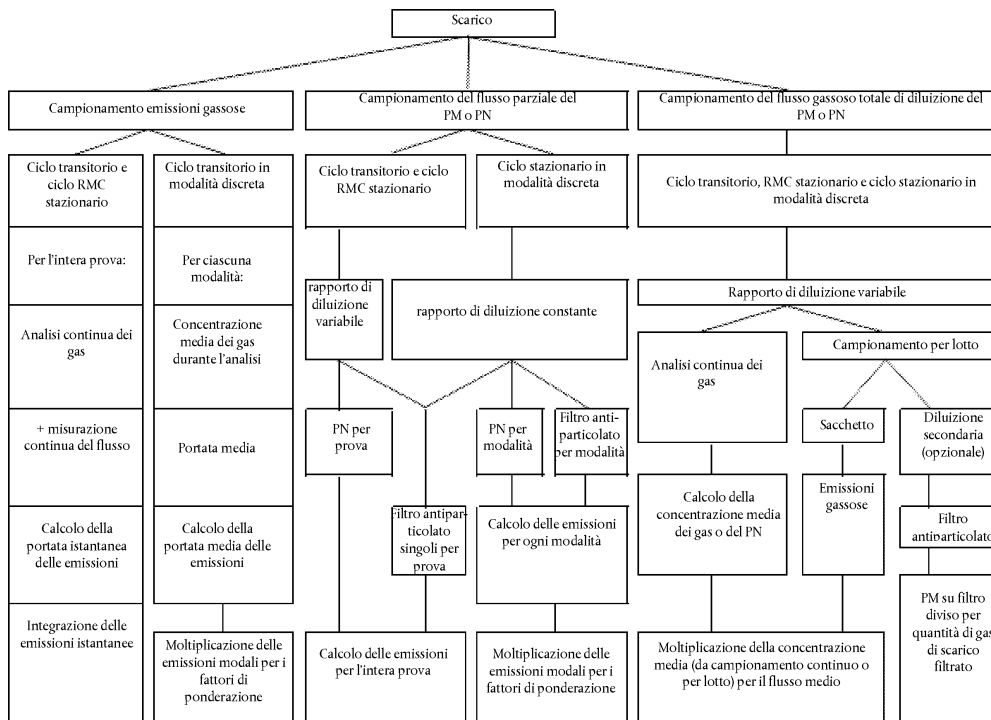 Scarico
Campionamento emissioni gassose
Campionamento del flusso parziale del
PM o PN
Campionamento del flusso gassoso totale di diluizione del
PM o PN
Ciclo transitorio e
ciclo RMC
stazionario
Ciclo transitorio in
modalità discreta
Ciclo transitorio e ciclo
RMC stazionario
Ciclo stazionario in
modalità discreta
Ciclo transitorio, RMC stazionario e ciclo stazionario in
modalità discreta
Per l'intera prova:
Per ciascuna
modalità:
rapporto di
diluizione
variabile
rapporto di diluizione constante
Rapporto di diluizione variabile
Analisi continua dei
gas
Concentrazione
media dei gas
durante l'analisi
Analisi continua dei
gas
Campionamento per lotto
+ misurazione
continua del flusso
Portata media
PN per
prova
PN per
modalità
Filtro anti-
particolato
per modalità
Sacchetto
Diluizione
secondaria
(opzionale)
Calcolo della
portata istantanea
delle emissioni
Calcolo della
portata media delle
emissioni
Filtro antipar-
ticolato
singoli per
prova
Calcolo delle emissioni
per ogni modalità
Calcolo della
concentrazione media
dei gas o del PN
Emissioni
gassose
Filtro
antiparticolato
Integrazione delle
emissioni istantanee
Moltiplicazione delle
emissioni modali per i
fattori di
ponderazione
Calcolo delle emissioni
per l'intera prova
Moltiplicazione delle
emissioni modali per i
fattori di ponderazione
Moltiplicazione della concentrazione
media (da campionamento continuo o
per lotto) per il flusso medio
PM su filtro
diviso per
quantità di gas
di scarico
filtrato